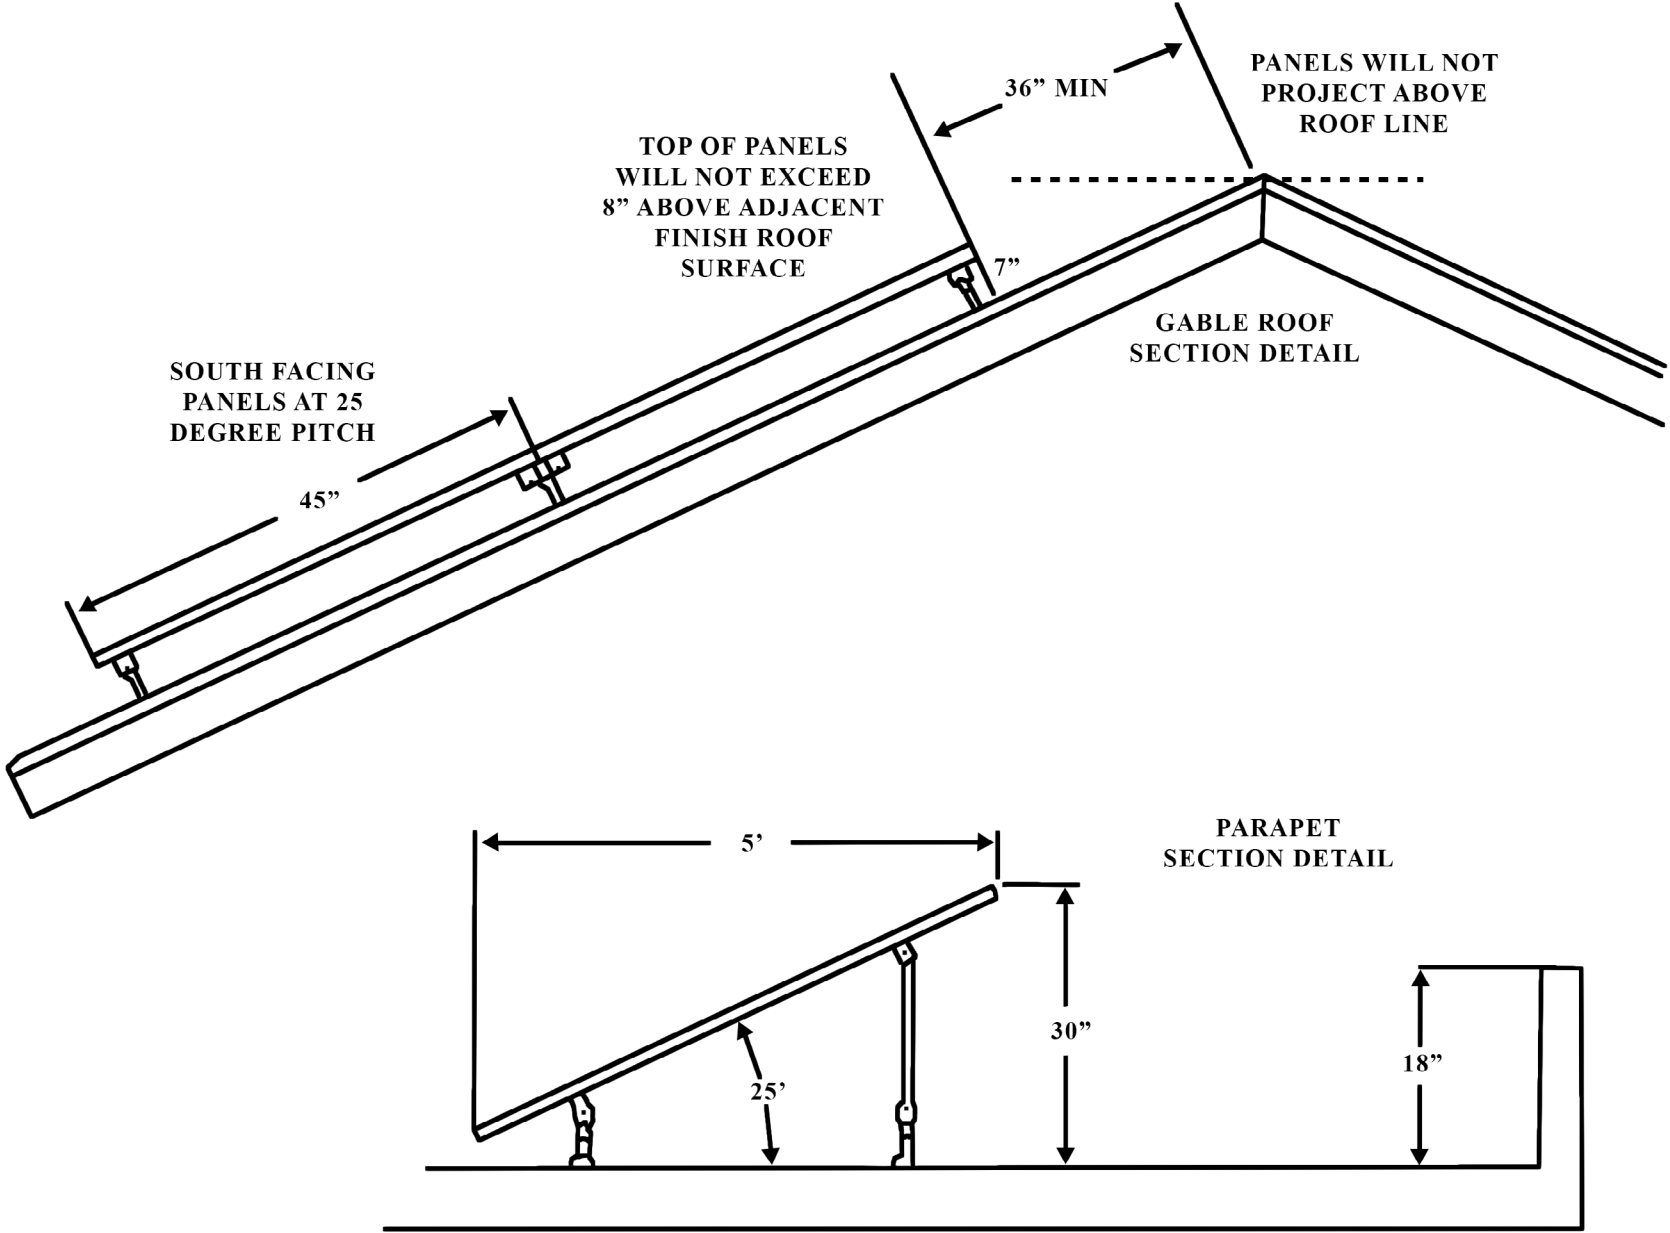 PANELS WILL NOT
PROJECT ABOVE
ROOF LINE
36” MIN
TOP OF PANELS
WILL NOT EXCEED
8” ABOVE ADJACENT
FINISH ROOF
SURFACE
7”
GABLE ROOF
SECTION DETAIL
SOUTH FACING
PANELS AT 25
DEGREE PITCH
45”
PARAPET
SECTION DETAIL
5’
30”
18”
25’